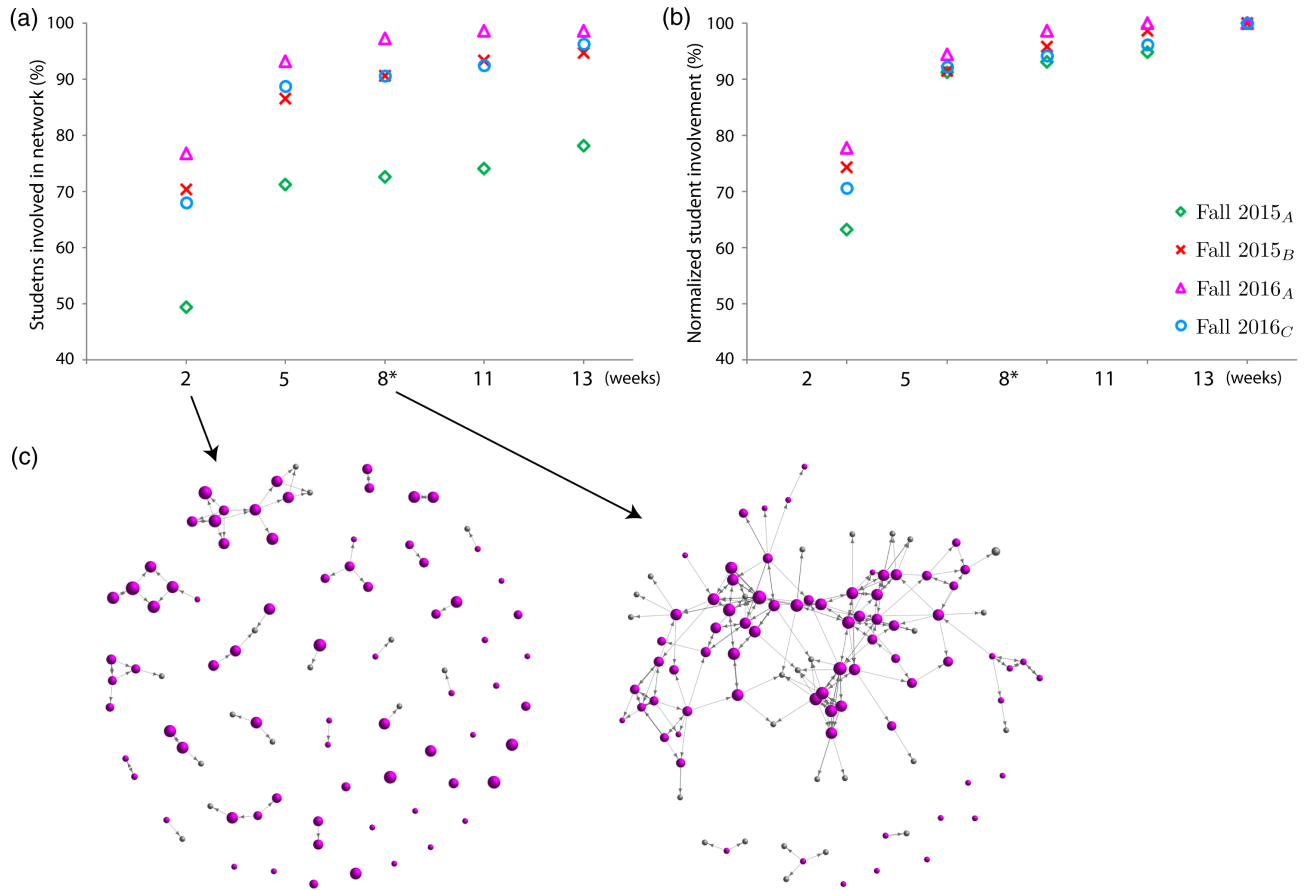 (a)
Studetns involved in network (%)
100
90
80
70
60
50
40
2 5 8* 11 13 (weeks)
(b)
Normalized student involvement (%)
100
90
80
70
60
50
40
2 5 8* 11 13 (weeks)
Fall 2015A
Fall 2015B
Fall 2016A
Fall 2016C
(c)